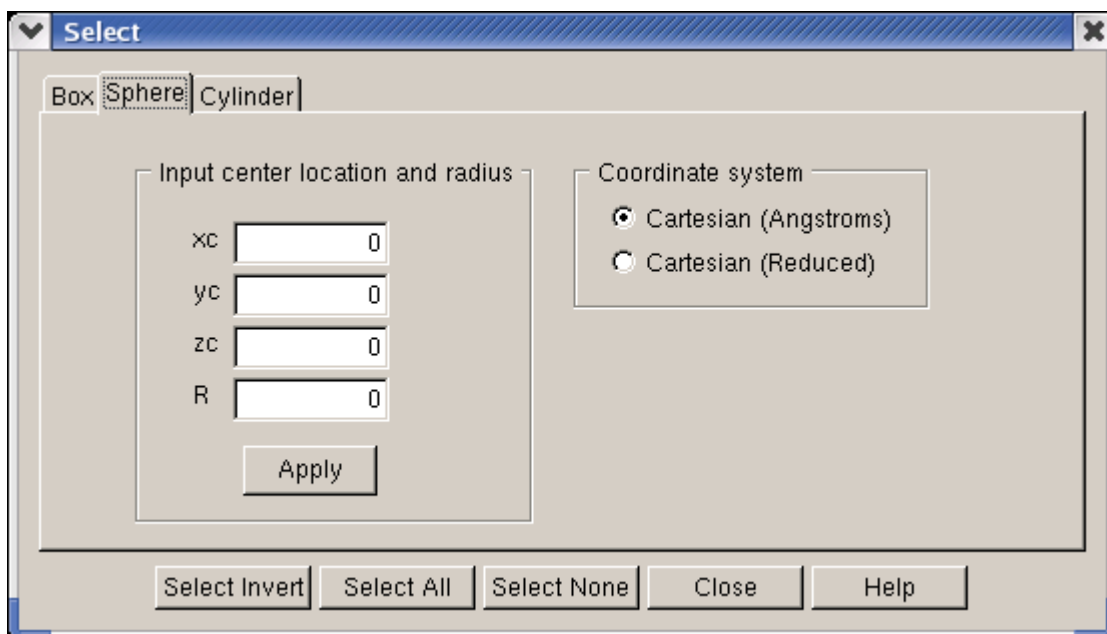 Select
Box Sphere Cylinder
Input center location and radius
xc 0
yc 0
zc 0
R 0
Apply
Coordinate system
Cartesian (Angstroms)
Cartesian (Reduced)
Select Invert Select All Select None Close Help